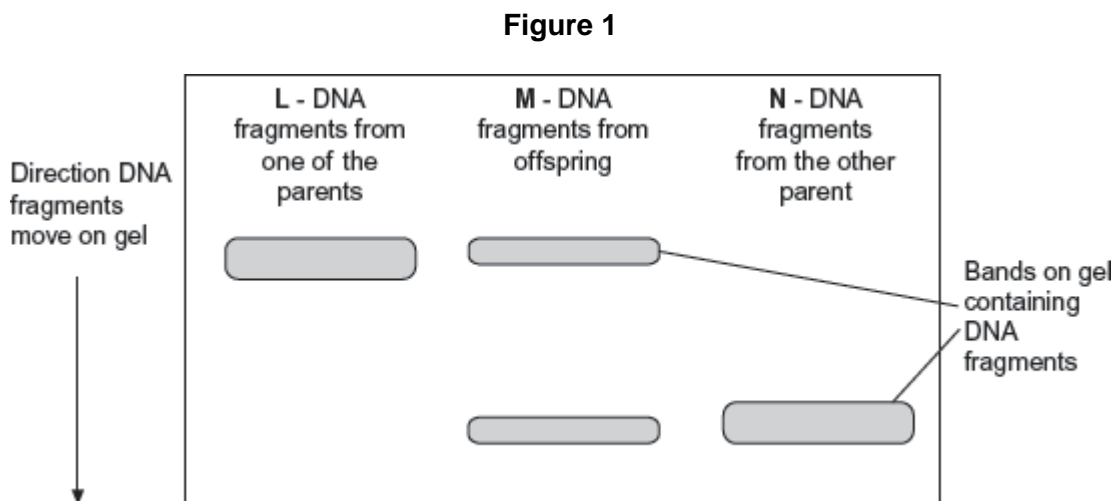 Figure 1
L - DNA
fragments from
one of the
parents
M - DNA
fragments from
offspring
N - DNA
fragments
from the other
parent
Direction DNA
fragments
move on gel
Bands on gel
containing
DNA
fragments